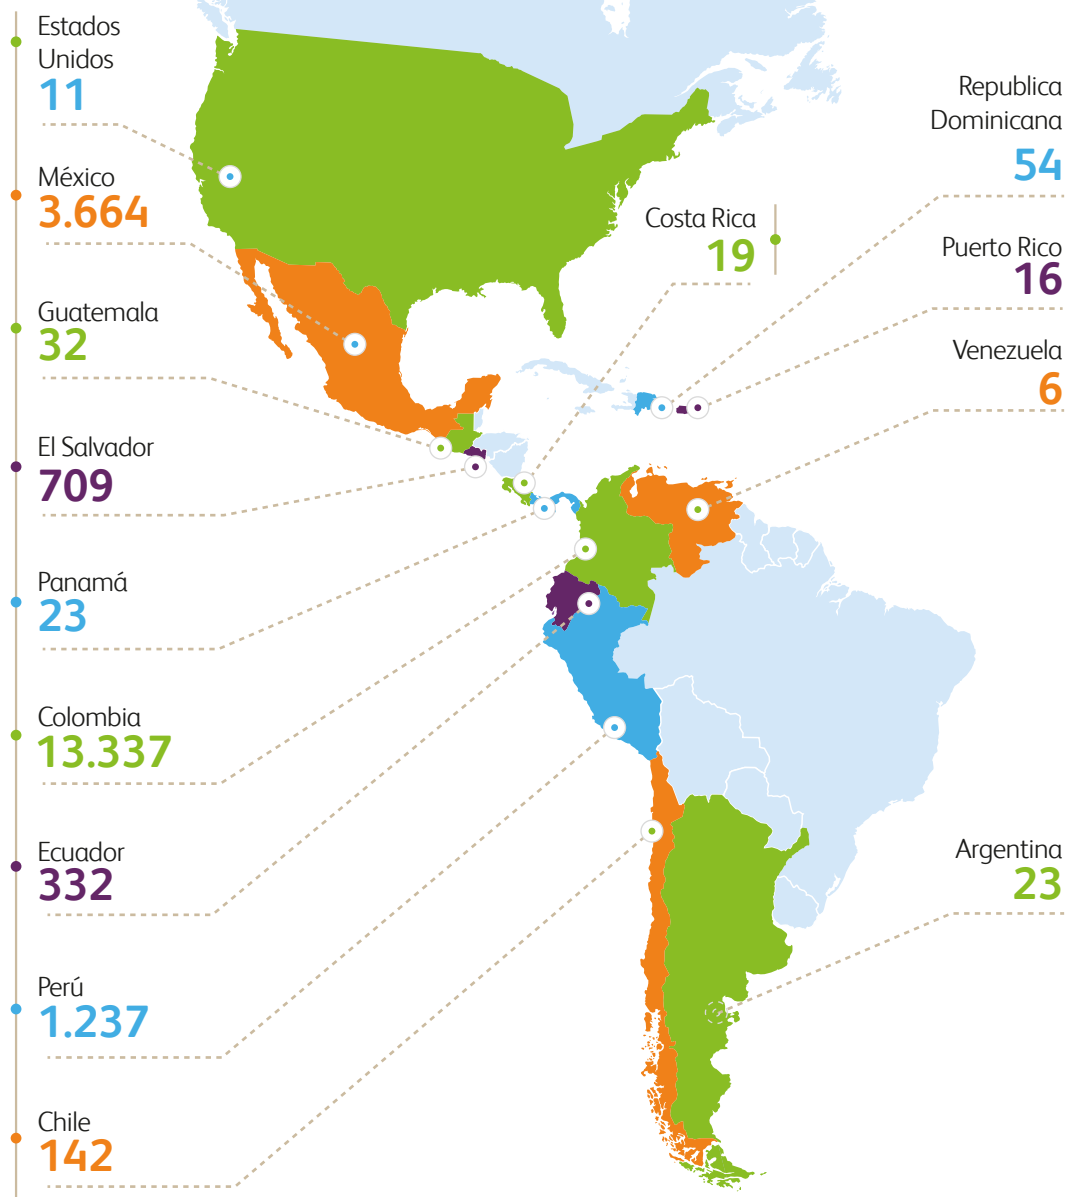 Estados
Unidos
11
México
3.664
Guatemala
32
El Salvador
709
Panamá
23
Colombia
13.337
Ecuador
332
Perú
1.237
Chile
142
Costa Rica
19
Republica
Dominicana
54
Puerto Rico
16
Venezuela
6
Argentina
23